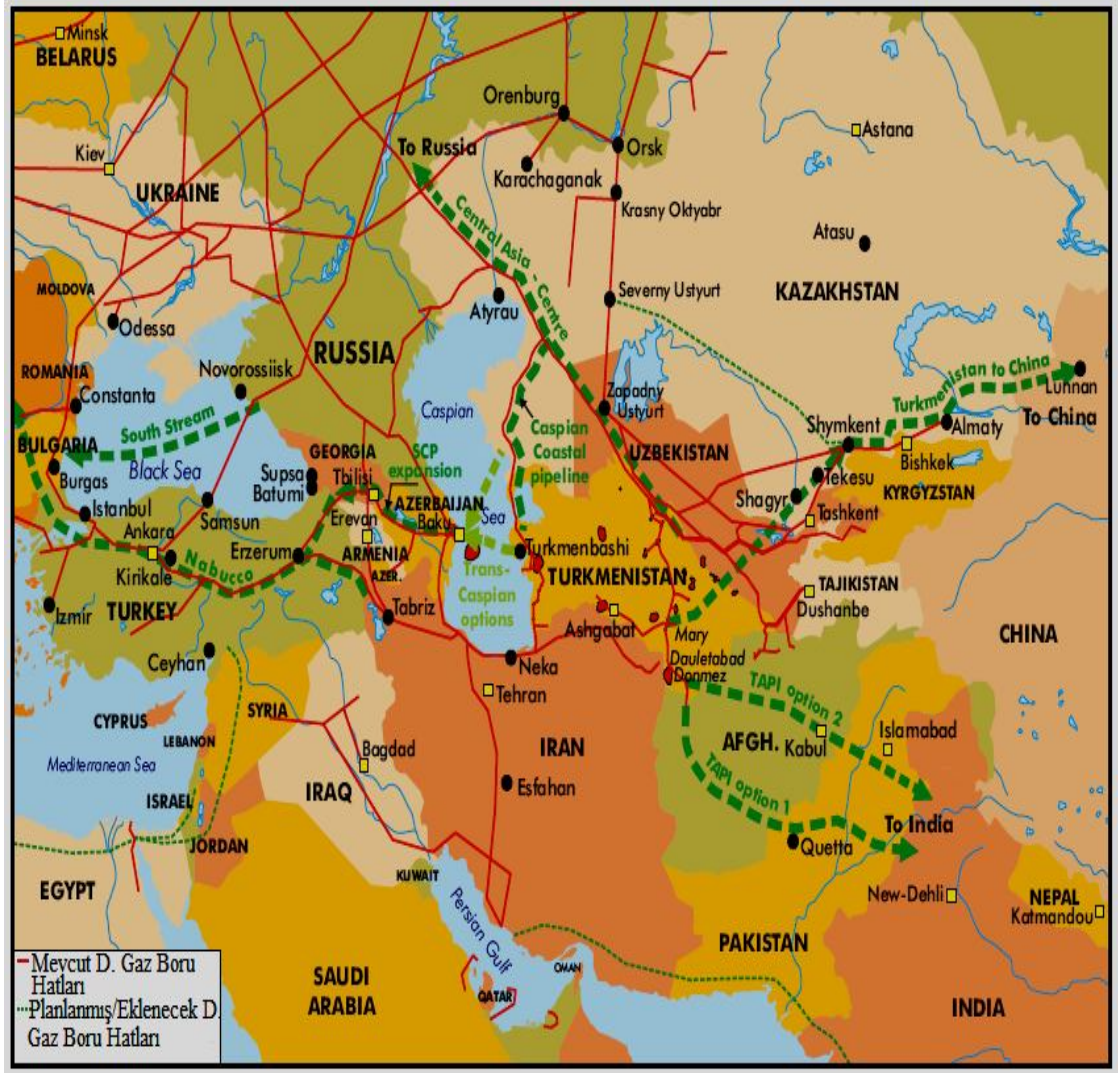 Minsk
BELARUS
Orenburg
Astana
To Russia
Orsk
Kiev
Karachaganak
UKRAINE
Krasny Oktyabr
Central Asia - Centre
Atasu
MOLDOVA
Atyrau
Severny Ustyurt
KAZAKHSTAN
Odessa
RUSSIA
ROMANIA
Novorossiisk
Constanta
Caspian
Zapadny
Ustyurt
Turkmenistan to China
Lunnan
To China
South Stream
Caspian
Coastal
pipeline
Shymkent
Almaty
BULGARIA
Black Sea
GEORGIA
SCP
expansion
UZBEKISTAN
Bishkek
Burgas
Supsa
Batumi
Tbilisi
Tekesu
KYRGYZSTAN
Istanbul
Samsun
AZERBAIJAN
Shagyr
Ankara
Erevan
Baku
Sea
Tashkent
Erzerum
ARMENIA
Turkmenbashi
Kirikale
Nabucco
AZER.
Trans-
Caspian
options
TURKMENISTAN
TAJIKISTAN
Dushanbe
Izmir
TURKEY
Tabriz
Ashgabat
Mary
CHINA
Ceyhan
Neka
Dauletabad
Donmez
Tehran
TAPI option 2
CYPRUS
SYRIA
LEBANON
Islamabad
Mediterranean Sea
Bagdad
IRAN
AFGH.
Kabul
IRAQ
Esfahan
TAPI option 1
ISRAEL
To India
JORDAN
Quetta
KUWAIT
EGYPT
Persian Gulf
New-Dehli
NEPAL
Katmandou
PAKISTAN
OMAN
SAUDI
ARABIA
QATAR
INDIA
Mevcut D. Gaz Boru
Hatları
Planlanmış/Eklenecek D.
Gaz Boru Hatları